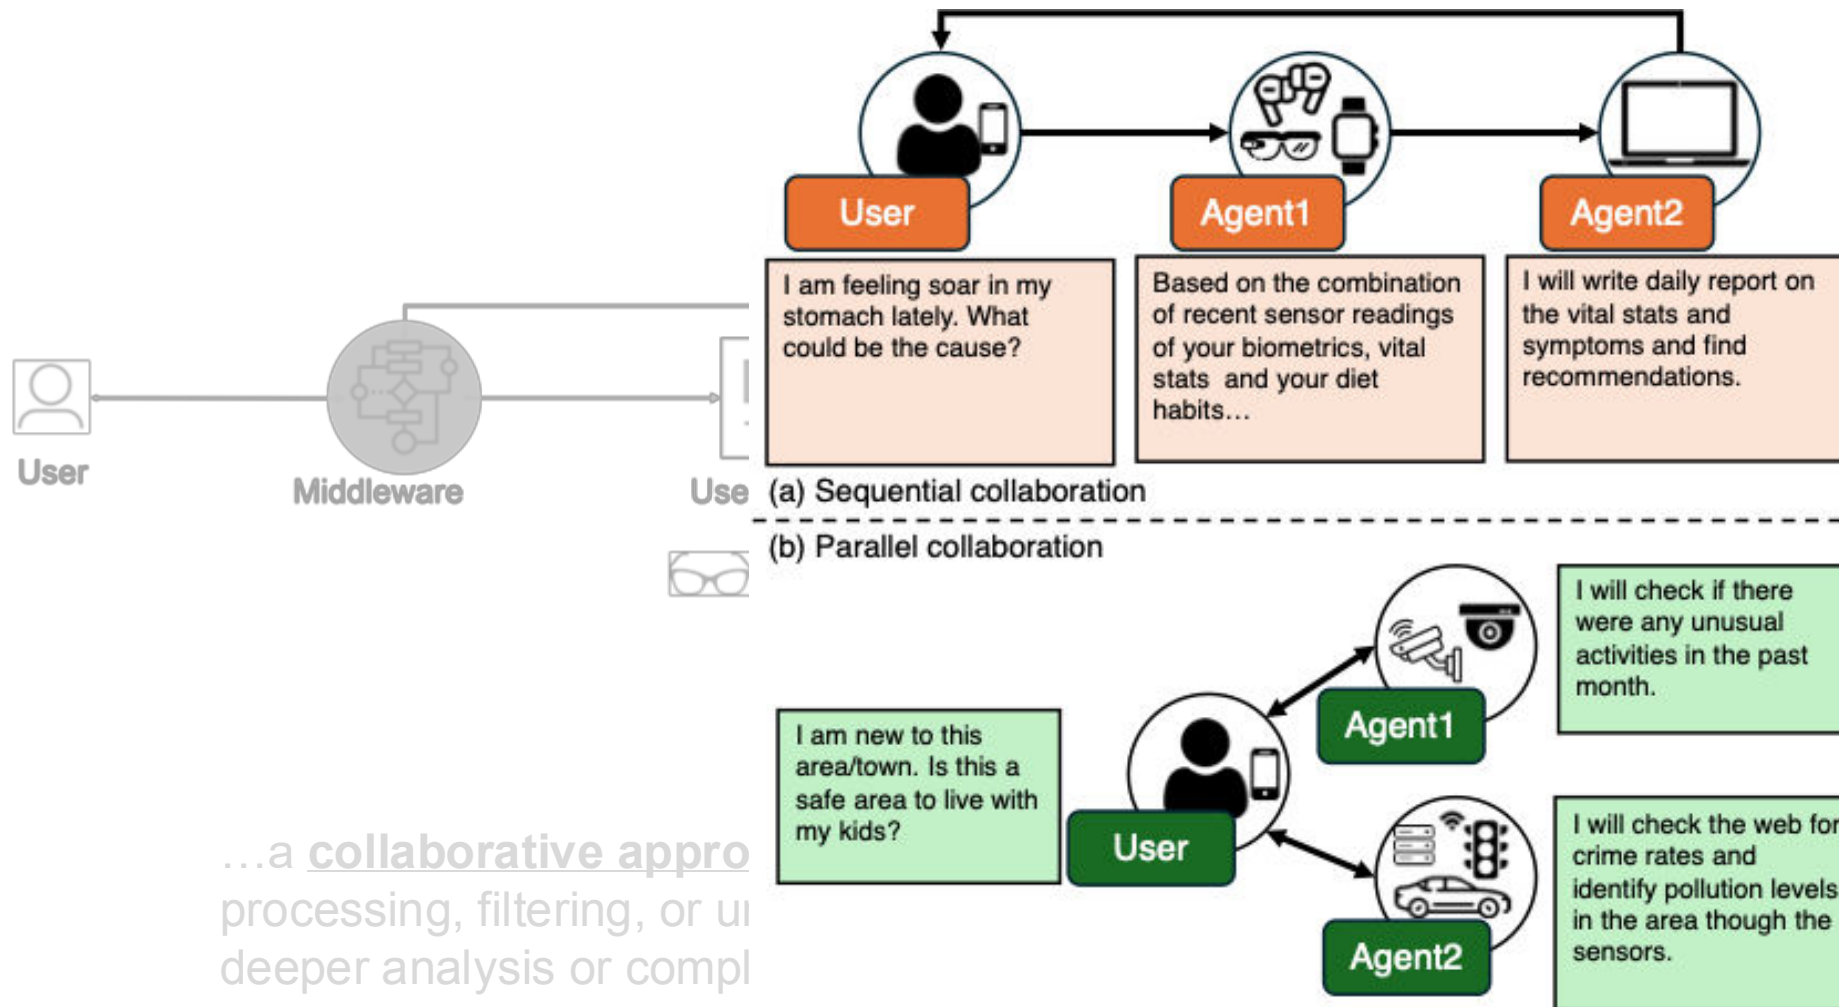 User
Agent1
Agent2
I am feeling soar in my
stomach lately. What
could be the cause?
Based on the combination
of recent sensor readings
of your biometrics, vital
stats and your diet
habits...
I will write daily report on
the vital stats and
symptoms and find
recommendations.
(a) Sequential collaboration
User
Middleware
(b) Parallel collaboration
I will check if there
were any unusual
activities in the past
month.
Agent1
I am new to this
area/town. Is this a
safe area to live with
my kids?
User
I will check the web for
crime rates and
identify pollution levels
in the area though the
sensors.
Agent2
…a collaborative
processing, filtering, or
deeper analysis or